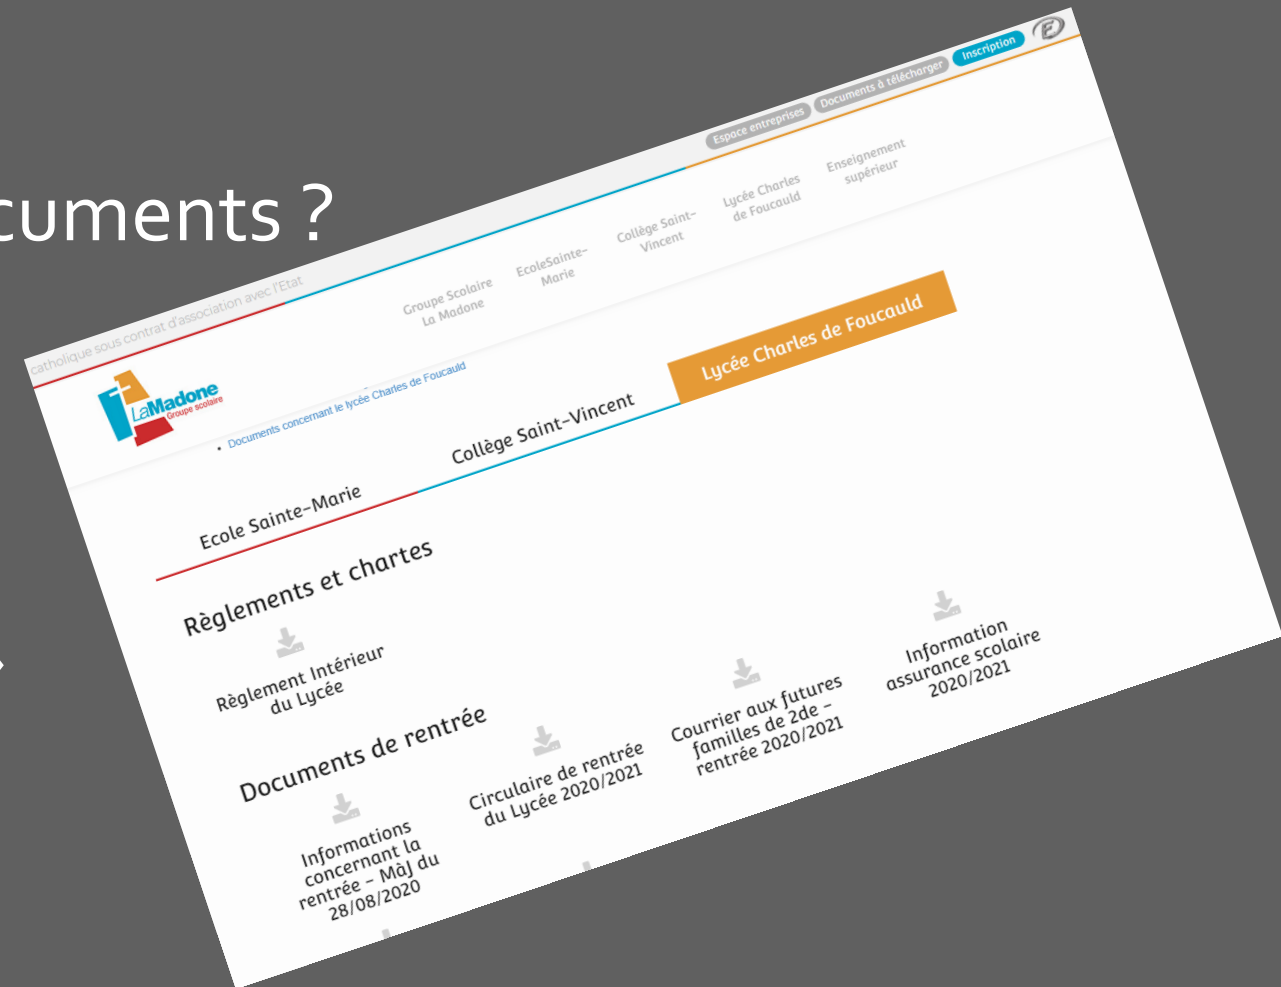 cuments ?
Espace entreprises
Documents à télécharger
Inscription
catholique sous contrat d'association avec l'Etat
Groupe Scolaire
La Madone
EcoleSainte-
Marie
Collège Saint-
Vincent
Lycée Charles
de Foucauld
Enseignement
supérieur
LaMadone
Groupe scolaire
• Documents concernant le lycée Charles de Foucauld
Ecole Sainte-Marie
Collège Saint-Vincent
Lycée Charles de Foucauld
Règlements et chartes
Règlement Intérieur
du Lycée
Documents de rentrée
Informations
concernant la
rentrée - MàJ du
28/08/2020
Circulaire de rentrée
du Lycée 2020/2021
Courrier aux futures
familles de 2de -
rentrée 2020/2021
Information
assurance scolaire
2020/2021